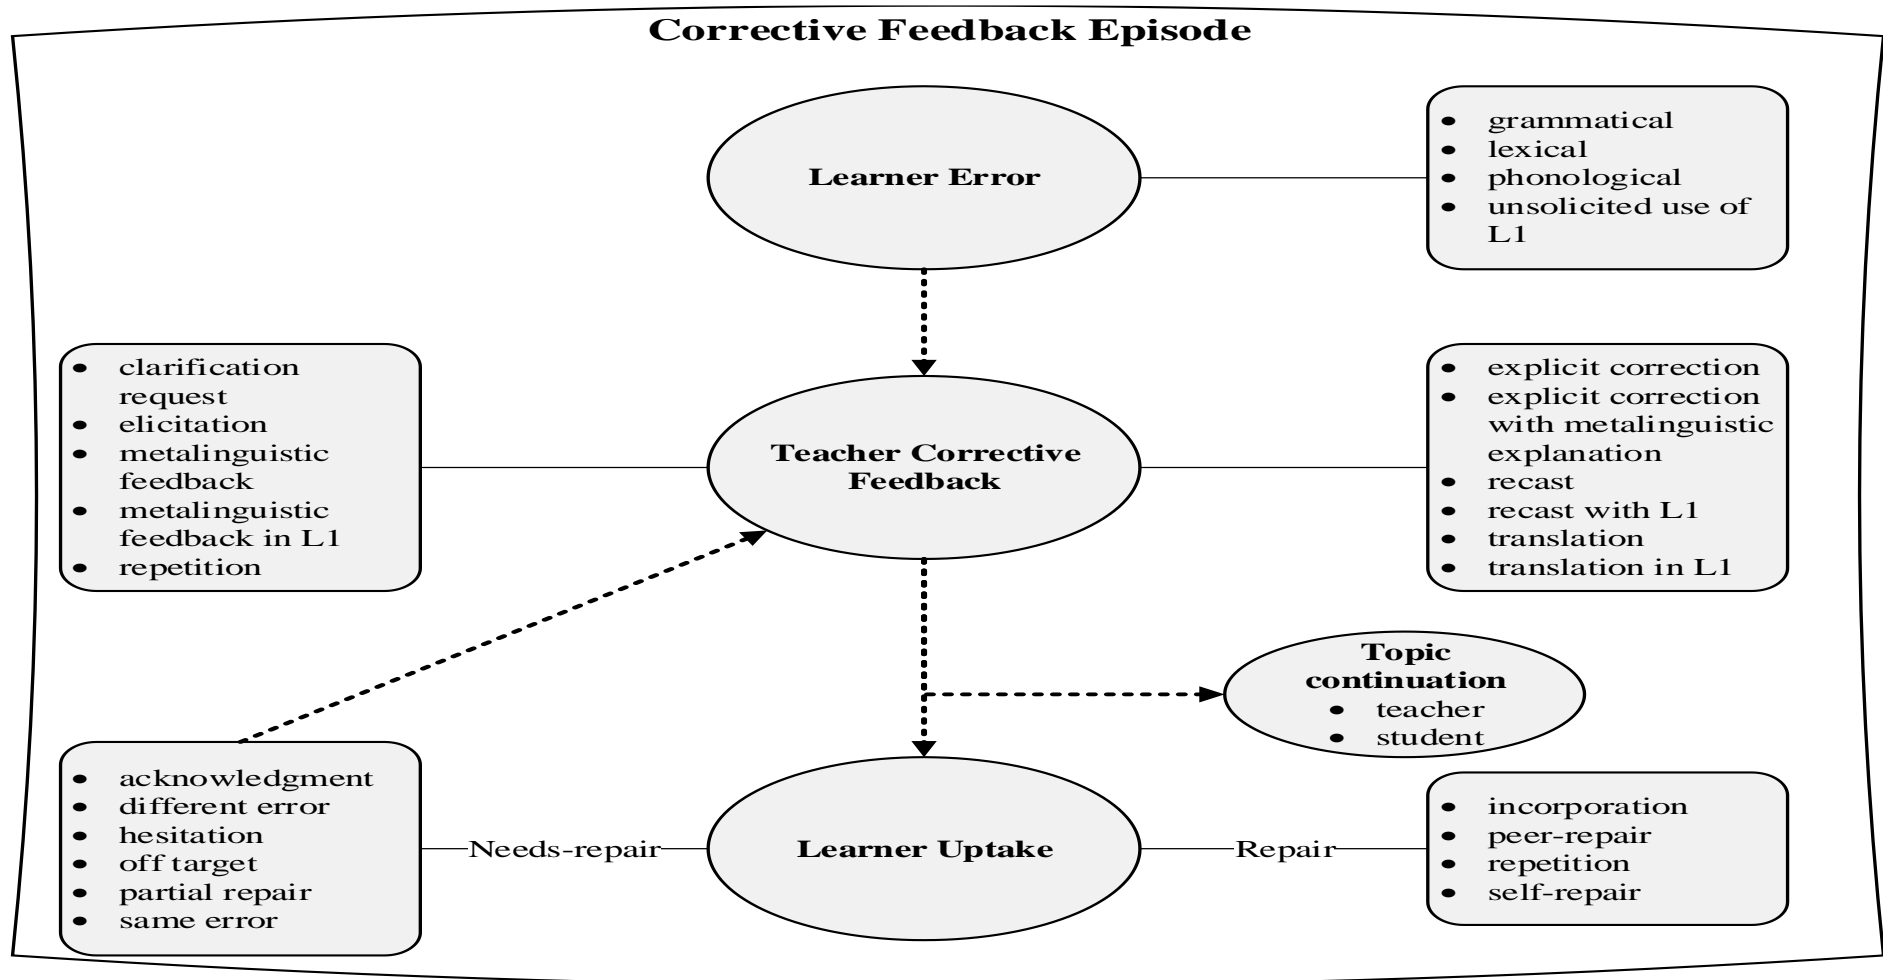 Corrective Feedback Episode
Learner Error
• grammatical
• lexical
• phonological
• unsolicited use of
L1
• clarification
request
• elicitation
• metalinguistic
feedback
• metalinguistic
feedback in L1
• repetition
Teacher Corrective
Feedback
• explicit correction
• explicit correction
with metalinguistic
explanation
• recast
• recast with L1
• translation
• translation in L1
Topic
continuation
• teacher
• student
• acknowledgment
• different error
• hesitation
• off target
• partial repair
• same error
Needs-repair
Learner Uptake
Repair
• incorporation
• peer-repair
• repetition
• self-repair